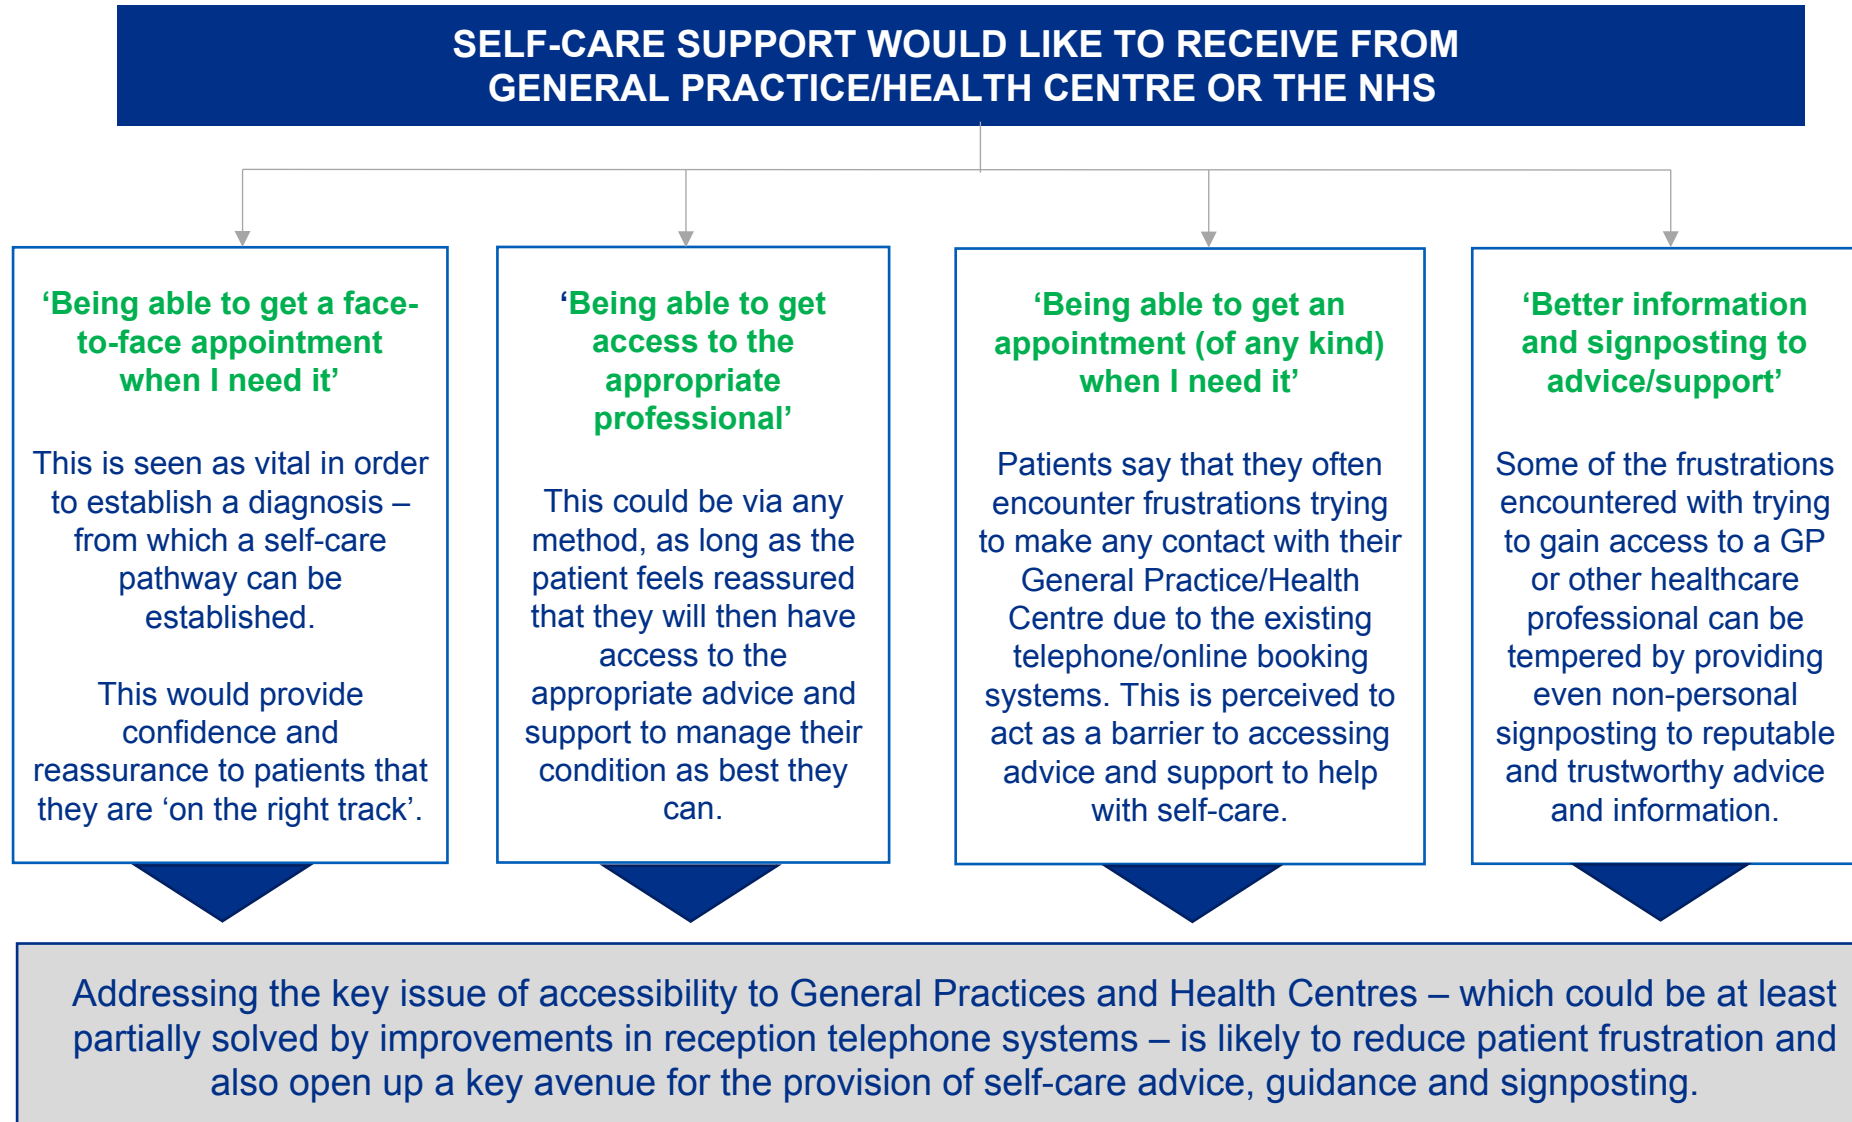 SELF-CARE SUPPORT WOULD LIKE TO RECEIVE FROM
GENERAL PRACTICE/HEALTH CENTRE OR THE NHS
‘Being able to get a face-
to-face appointment
when I need it’
This is seen as vital in order
to establish a diagnosis –
from which a self-care
pathway can be
established.
This would provide
confidence and
reassurance to patients that
they are ‘on the right track’.
‘Being able to get
access to the
appropriate
professional’
This could be via any
method, as long as the
patient feels reassured
that they will then have
access to the
appropriate advice and
support to manage their
condition as best they
can.
‘Being able to get an
appointment (of any kind)
when I need it’
Patients say that they often
encounter frustrations trying
to make any contact with their
General Practice/Health
Centre due to the existing
telephone/online booking
systems. This is perceived to
act as a barrier to accessing
advice and support to help
with self-care.
‘Better information
and signposting to
advice/support’
Some of the frustrations
encountered with trying
to gain access to a GP
or other healthcare
professional can be
tempered by providing
even non-personal
signposting to reputable
and trustworthy advice
and information.
Addressing the key issue of accessibility to General Practices and Health Centres – which could be at least
partially solved by improvements in reception telephone systems – is likely to reduce patient frustration and
also open up a key avenue for the provision of self-care advice, guidance and signposting.